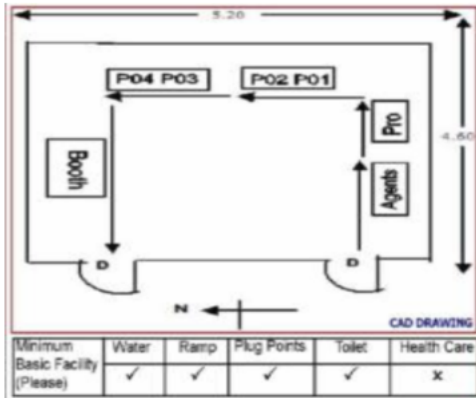 5.20
P04 P03
P02 P01
Pro
4.60
Booth
Agents
D
D
N
CAD DRAWING
Minimum Basic Facility (Please)
Water
Ramp
Plug Points
Toilet
Health Care
✓
✓
✓
✓
x